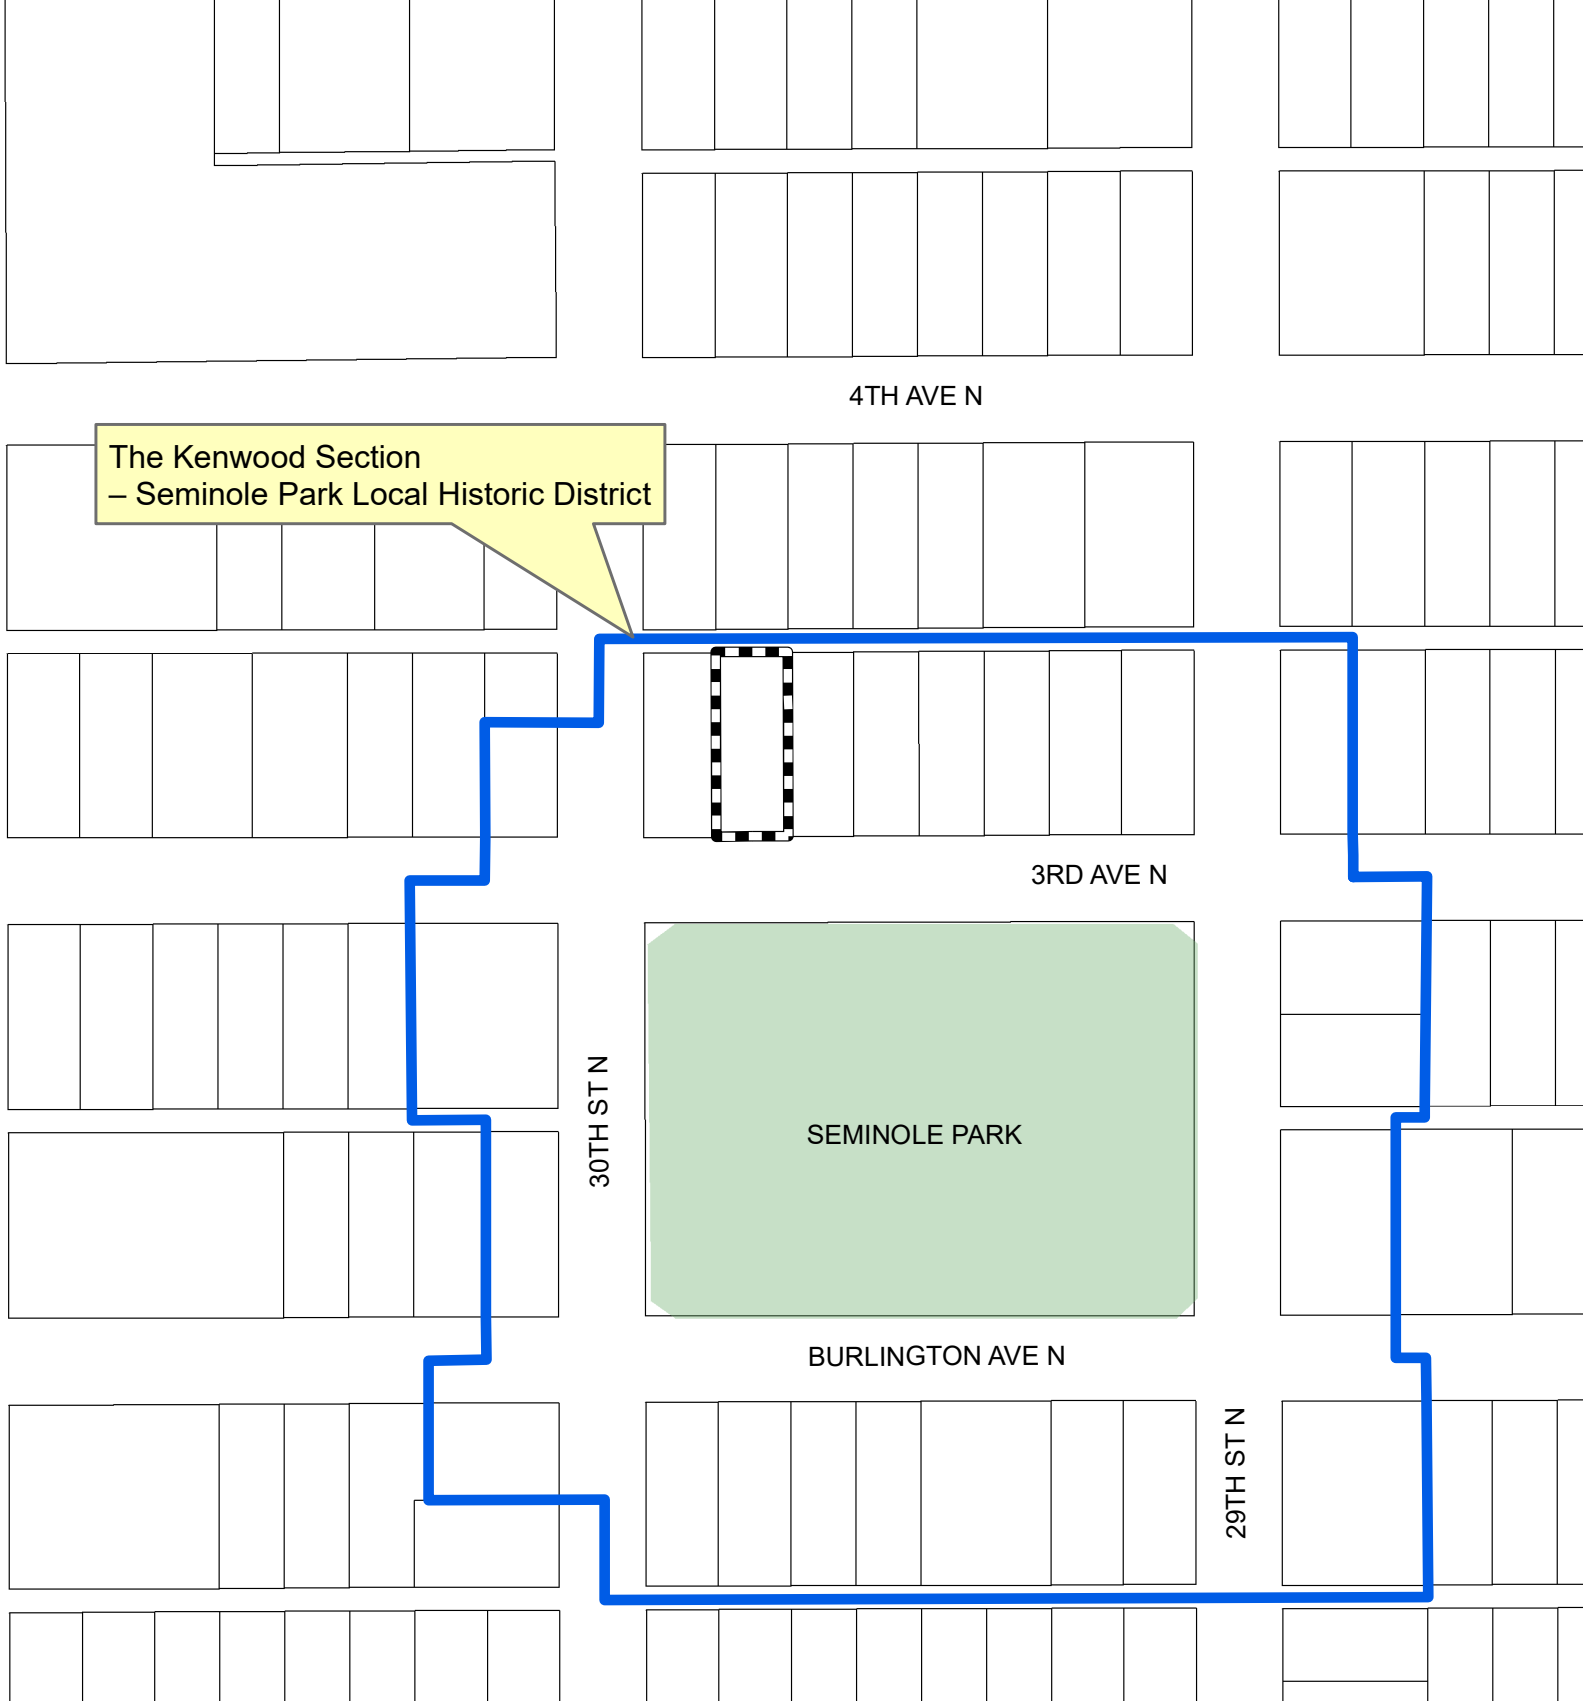 4TH AVE N
The Kenwood Section
– Seminole Park Local Historic District
3RD AVE N
30TH ST N
SEMINOLE PARK
BURLINGTON AVE N
29TH ST N